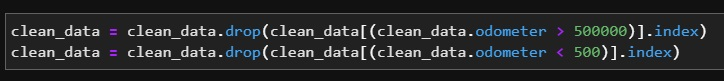 clean_data = clean_data.drop(clean_data[(clean_data.odometer > 500000)].index)
clean_data = clean_data.drop(clean_data[(clean_data.odometer < 500)].index)